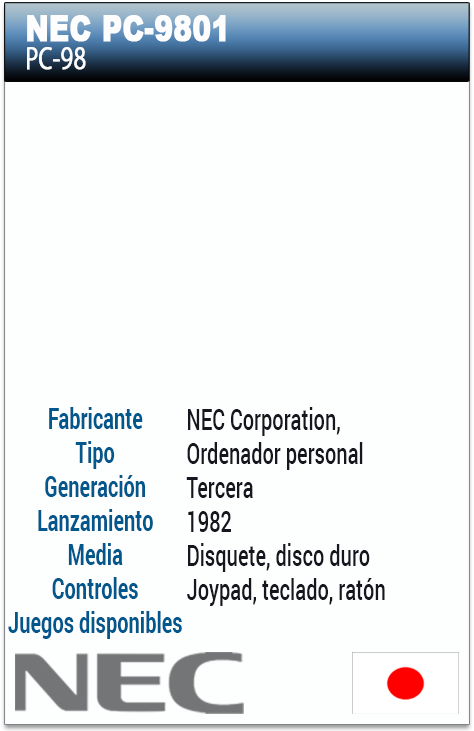 NEC PC-9801
PC-98
Fabricante NEC Corporation,
Tipo Ordenador personal
Generación Tercera
Lanzamiento 1982
Media Disquete, disco duro
Controles Joypad, teclado, ratón
Juegos disponibles
NEC